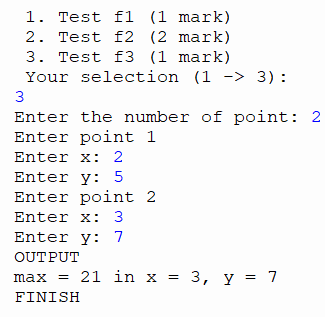 1. Test f1 (1 mark)
2. Test f2 (2 mark)
3. Test f3 (1 mark)
Your selection (1 -> 3):
3
Enter the number of point: 2
Enter point 1
Enter x: 2
Enter y: 5
Enter point 2
Enter x: 3
Enter y: 7
OUTPUT
max = 21 in x = 3, y = 7
FINISH